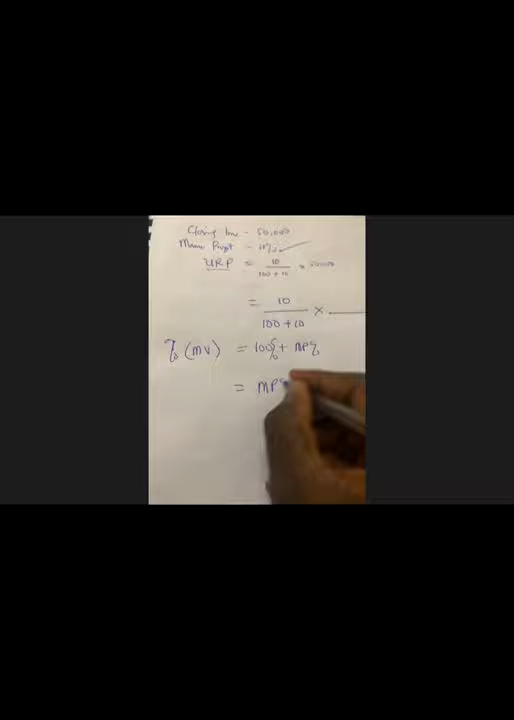 Closing Inv - 50,000
Manu Profit - 10%
URP = 10 / 100 + 10 × 50,000
= 10 / 100 + 10 ×
% (MV) = 100% + MP%
= MP%